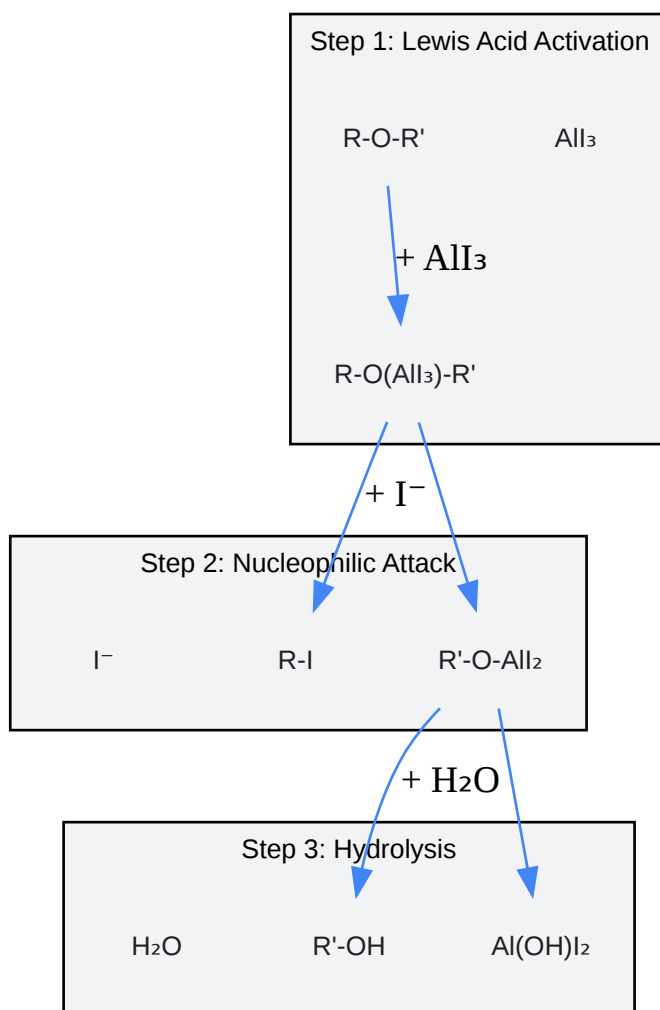 Step 1: Lewis Acid Activation
R-O-R' AlI₃
+ AlI₃
R-O(AlI₃)-R'
+ I⁻
Step 2: Nucleophilic Attack
I⁻ R-I R'-O-AlI₂
+ H₂O
Step 3: Hydrolysis
H₂O R'-OH Al(OH)I₂